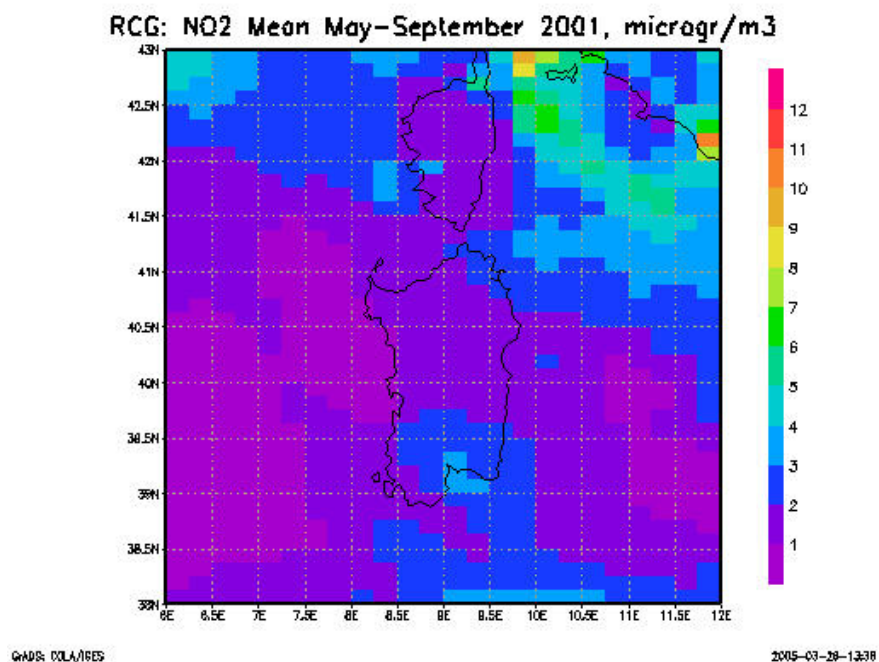 RCG: NO2 Mean May-September 2001, microgr/m3
43N
42.5N
42N
41.5N
41N
40.5N
40N
39.5N
39N
38.5N
38N
6E 6.5E 7E 7.5E 8E 8.5E 9E 9.5E 10E 10.5E 11E 11.5E 12E
12
11
10
9
8
7
6
5
4
3
2
1
GrADS: COLA/IGES
2005-03-28-13:38